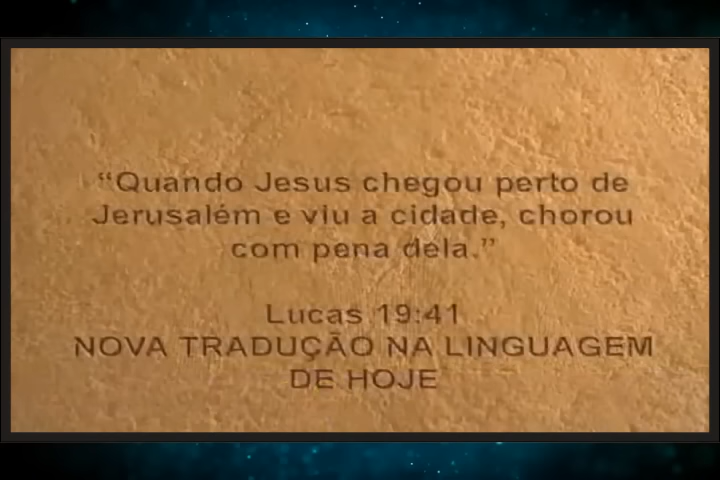 “Quando Jesus chegou perto de
Jerusalém e viu a cidade, chorou
com pena dela.”
Lucas 19:41
NOVA TRADUÇÃO NA LINGUAGEM
DE HOJE